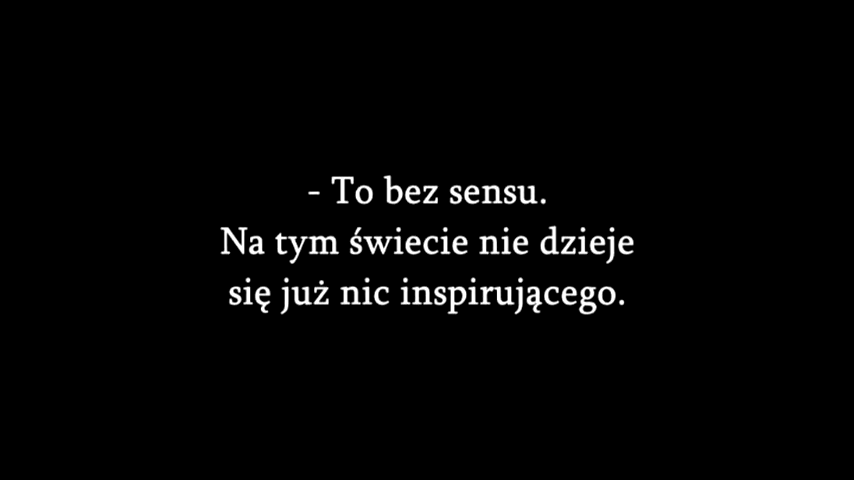 - To bez sensu.
Na tym świecie nie dzieje
się już nic inspirującego.